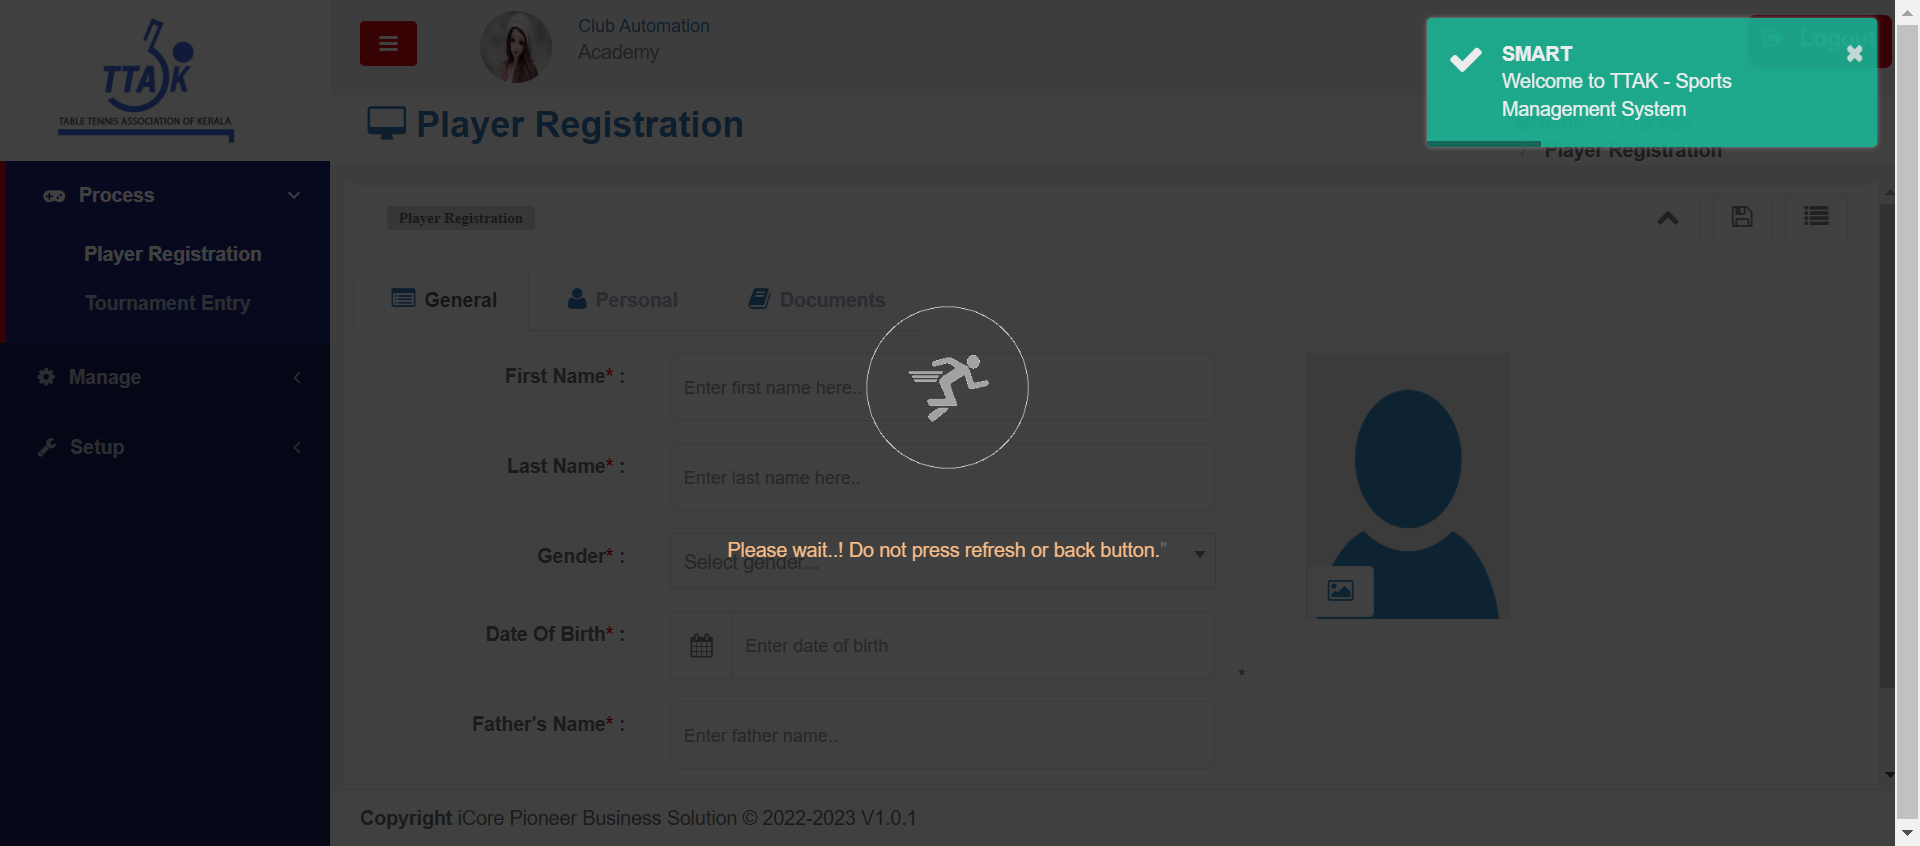 TTAK
TABLE TENNIS ASSOCIATION OF KERALA
Process
Player Registration
Tournament Entry
Manage
Setup
Club Automation
Academy
Logout
SMART
Welcome to TTAK - Sports
Management System
Player Registration
Player Registration
/
Player Registration
General
Personal
Documents
First Name* :
Enter first name here..
Last Name* :
Enter last name here..
Gender* :
Select gender...
Please wait..! Do not press refresh or back button."
Date Of Birth* :
Enter date of birth
*
Father's Name* :
Enter father name..
Copyright iCore Pioneer Business Solution © 2022-2023 V1.0.1